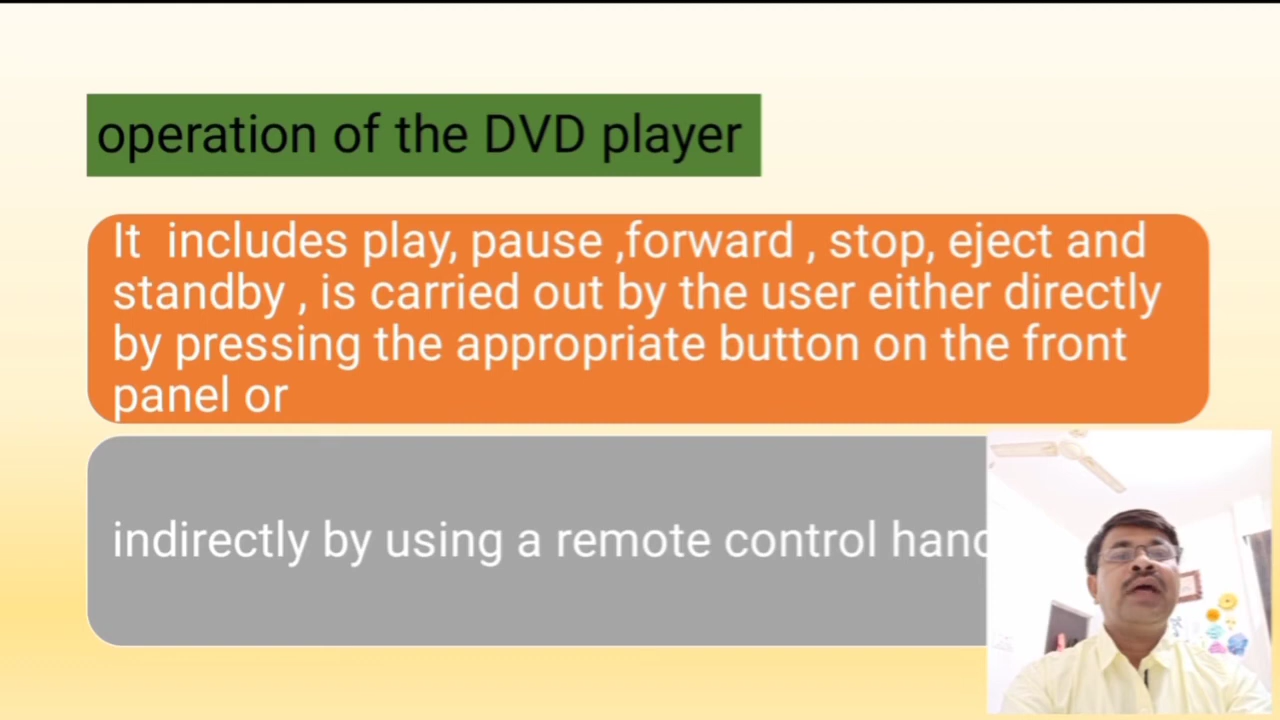 operation of the DVD player
It includes play, pause ,forward , stop, eject and
standby , is carried out by the user either directly
by pressing the appropriate button on the front
panel or
indirectly by using a remote control